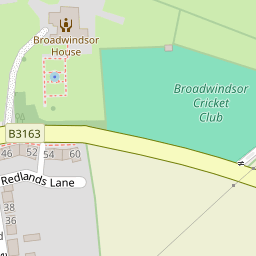 Broadwindsor
House
Broadwindsor
Cricket
Club
B3163
46 52 54 60
Redlands Lane
38
36